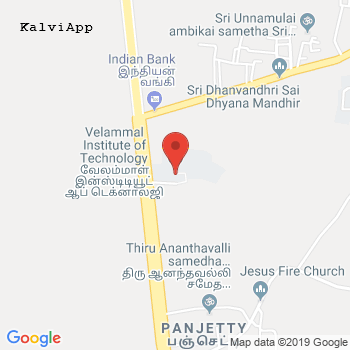 KalviApp
Sri Unnamulai
ambikai sametha Sri...
Indian Bank
இந்தியன்
வங்கி
Sri Dhanvandhri Sai
Dhyana Mandhir
Velammal
Institute of
Technology
வேலம்மாள்
இன்ஸ்டிடியூட்
ஆப் டெக்னாலஜி
Thiru Ananthavalli
samedha...
திரு ஆனந்தவல்லி
சமேத...
Jesus Fire Church
PANJETTY
பஞ்செட்
Google
Map data ©2019 Google